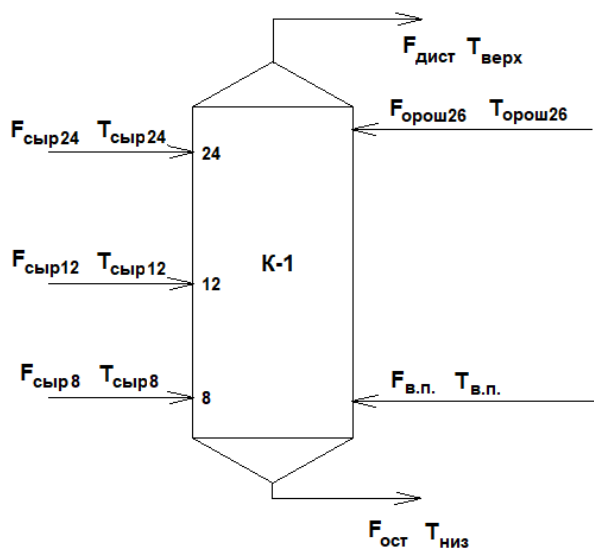 Fдист Tверх
Fорош26 Tорош26
Fсыр24 Tсыр24
24
Fсыр12 Tсыр12
12
К-1
Fсыр8 Tсыр8
8
Fв.п. Tв.п.
Fост Tниз